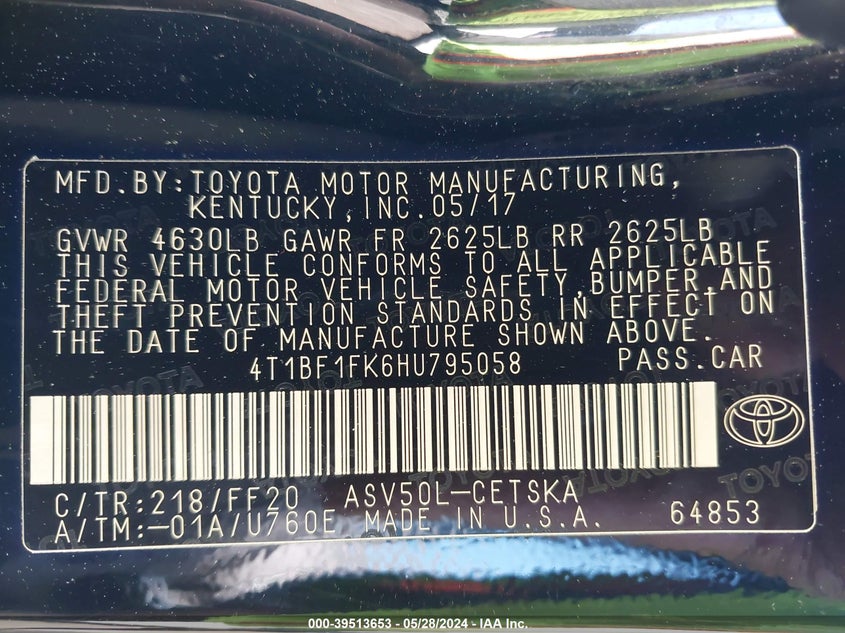 MFD.BY:TOYOTA MOTOR MANUFACTURING,
KENTUCKY,INC.05/17
GVWR 4630LB GAWR FR 2625LB RR 2625LB
THIS VEHICLE CONFORMS TO ALL APPLICABLE
FEDERAL MOTOR VEHICLE SAFETY,BUMPER,AND
THEFT PREVENTION STANDARDS IN EFFECT ON
THE DATE OF MANUFACTURE SHOWN ABOVE.
4T1BF1FK6HU795058 PASS.CAR
C/TR:218/FF20 ASV50L-CETSKA
A/TM:-01A/U760E MADE IN U.S.A. 64853
000-39513653 - 05/28/2024 - IAA Inc.